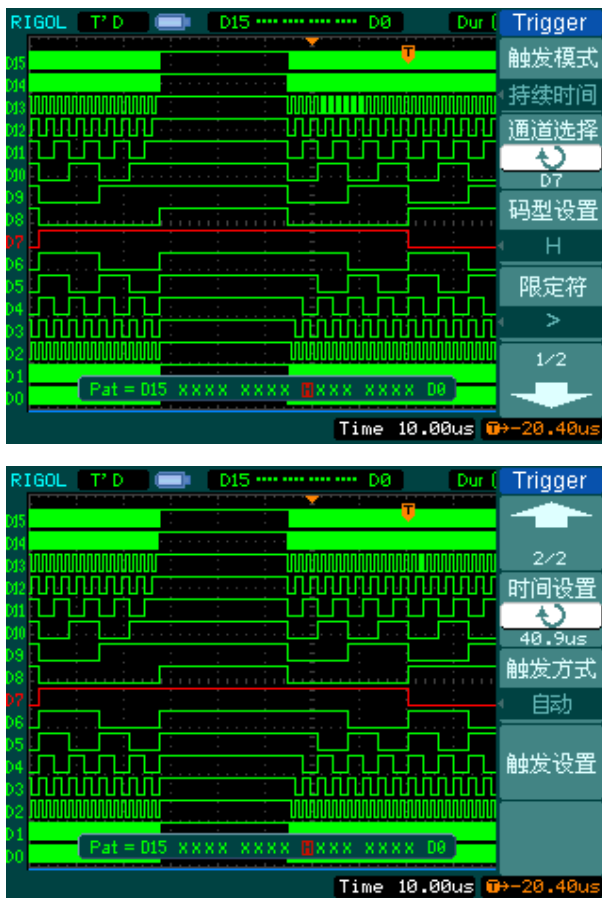 RIGOL T'D D15 ···· ···· ···· ···· D0 Dur ( Trigger
触发模式
持续时间
通道选择
D7
码型设置
H
限定符
>
1/2
D15
D14
D13
D12
D11
D10
D9
D8
D7
D6
D5
D4
D3
D2
D1
D0
T
Pat = D15 XXXX XXXX HXXX XXXX D0
Time 10.00us T→-20.40us
RIGOL T'D D15 ···· ···· ···· ···· D0 Dur ( Trigger
2/2
时间设置
40.9us
触发方式
自动
触发设置
D15
D14
D13
D12
D11
D10
D9
D8
D7
D6
D5
D4
D3
D2
D1
D0
T
Pat = D15 XXXX XXXX HXXX XXXX D0
Time 10.00us T→-20.40us